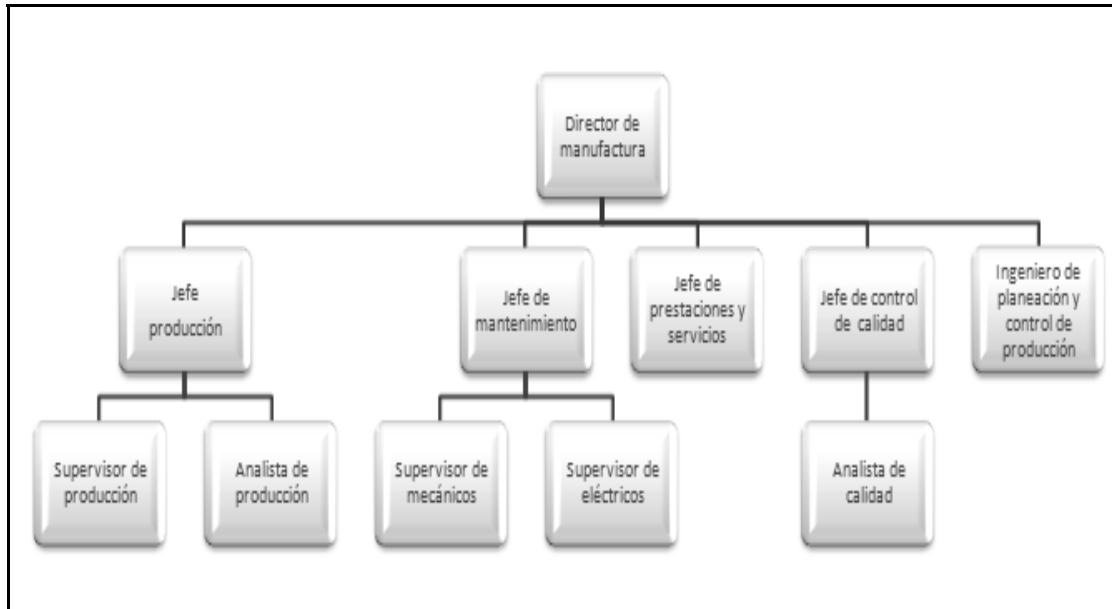 Director de
manufactura
Jefe
producción
Jefe de
mantenimiento
Jefe de
prestaciones y
servicios
Jefe de control
de calidad
Ingeniero de
planeación y
control de
producción
Supervisor de
producción
Analista de
producción
Supervisor de
mecánicos
Supervisor de
eléctricos
Analista de
calidad